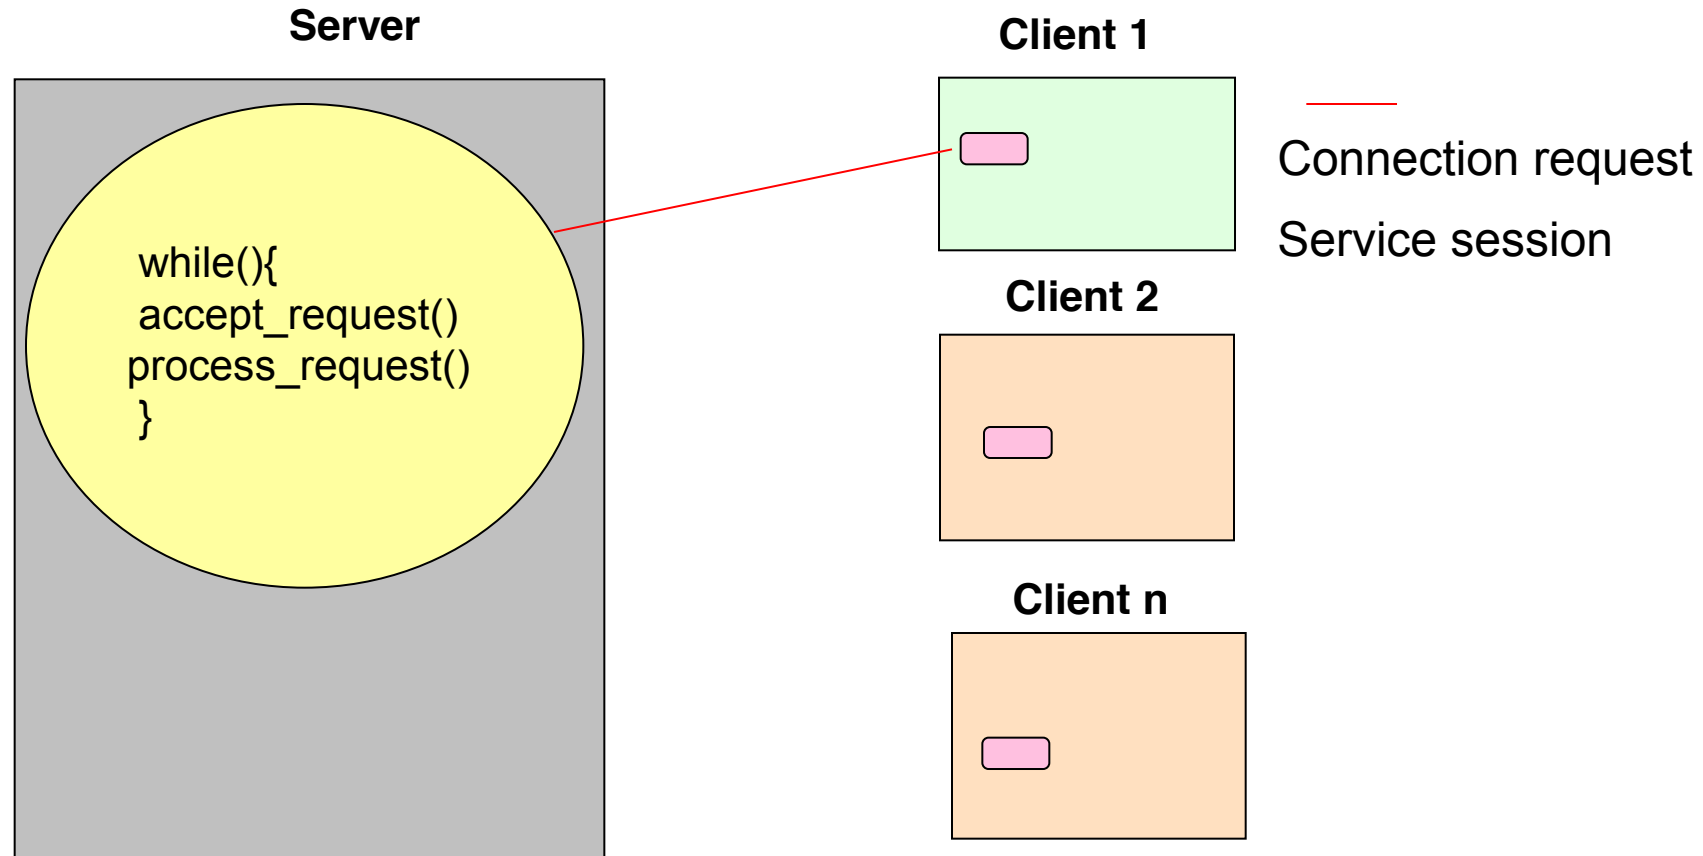 Server
while(){
accept_request()
process_request()
}
Client 1
Connection request
Service session
Client 2
Client n